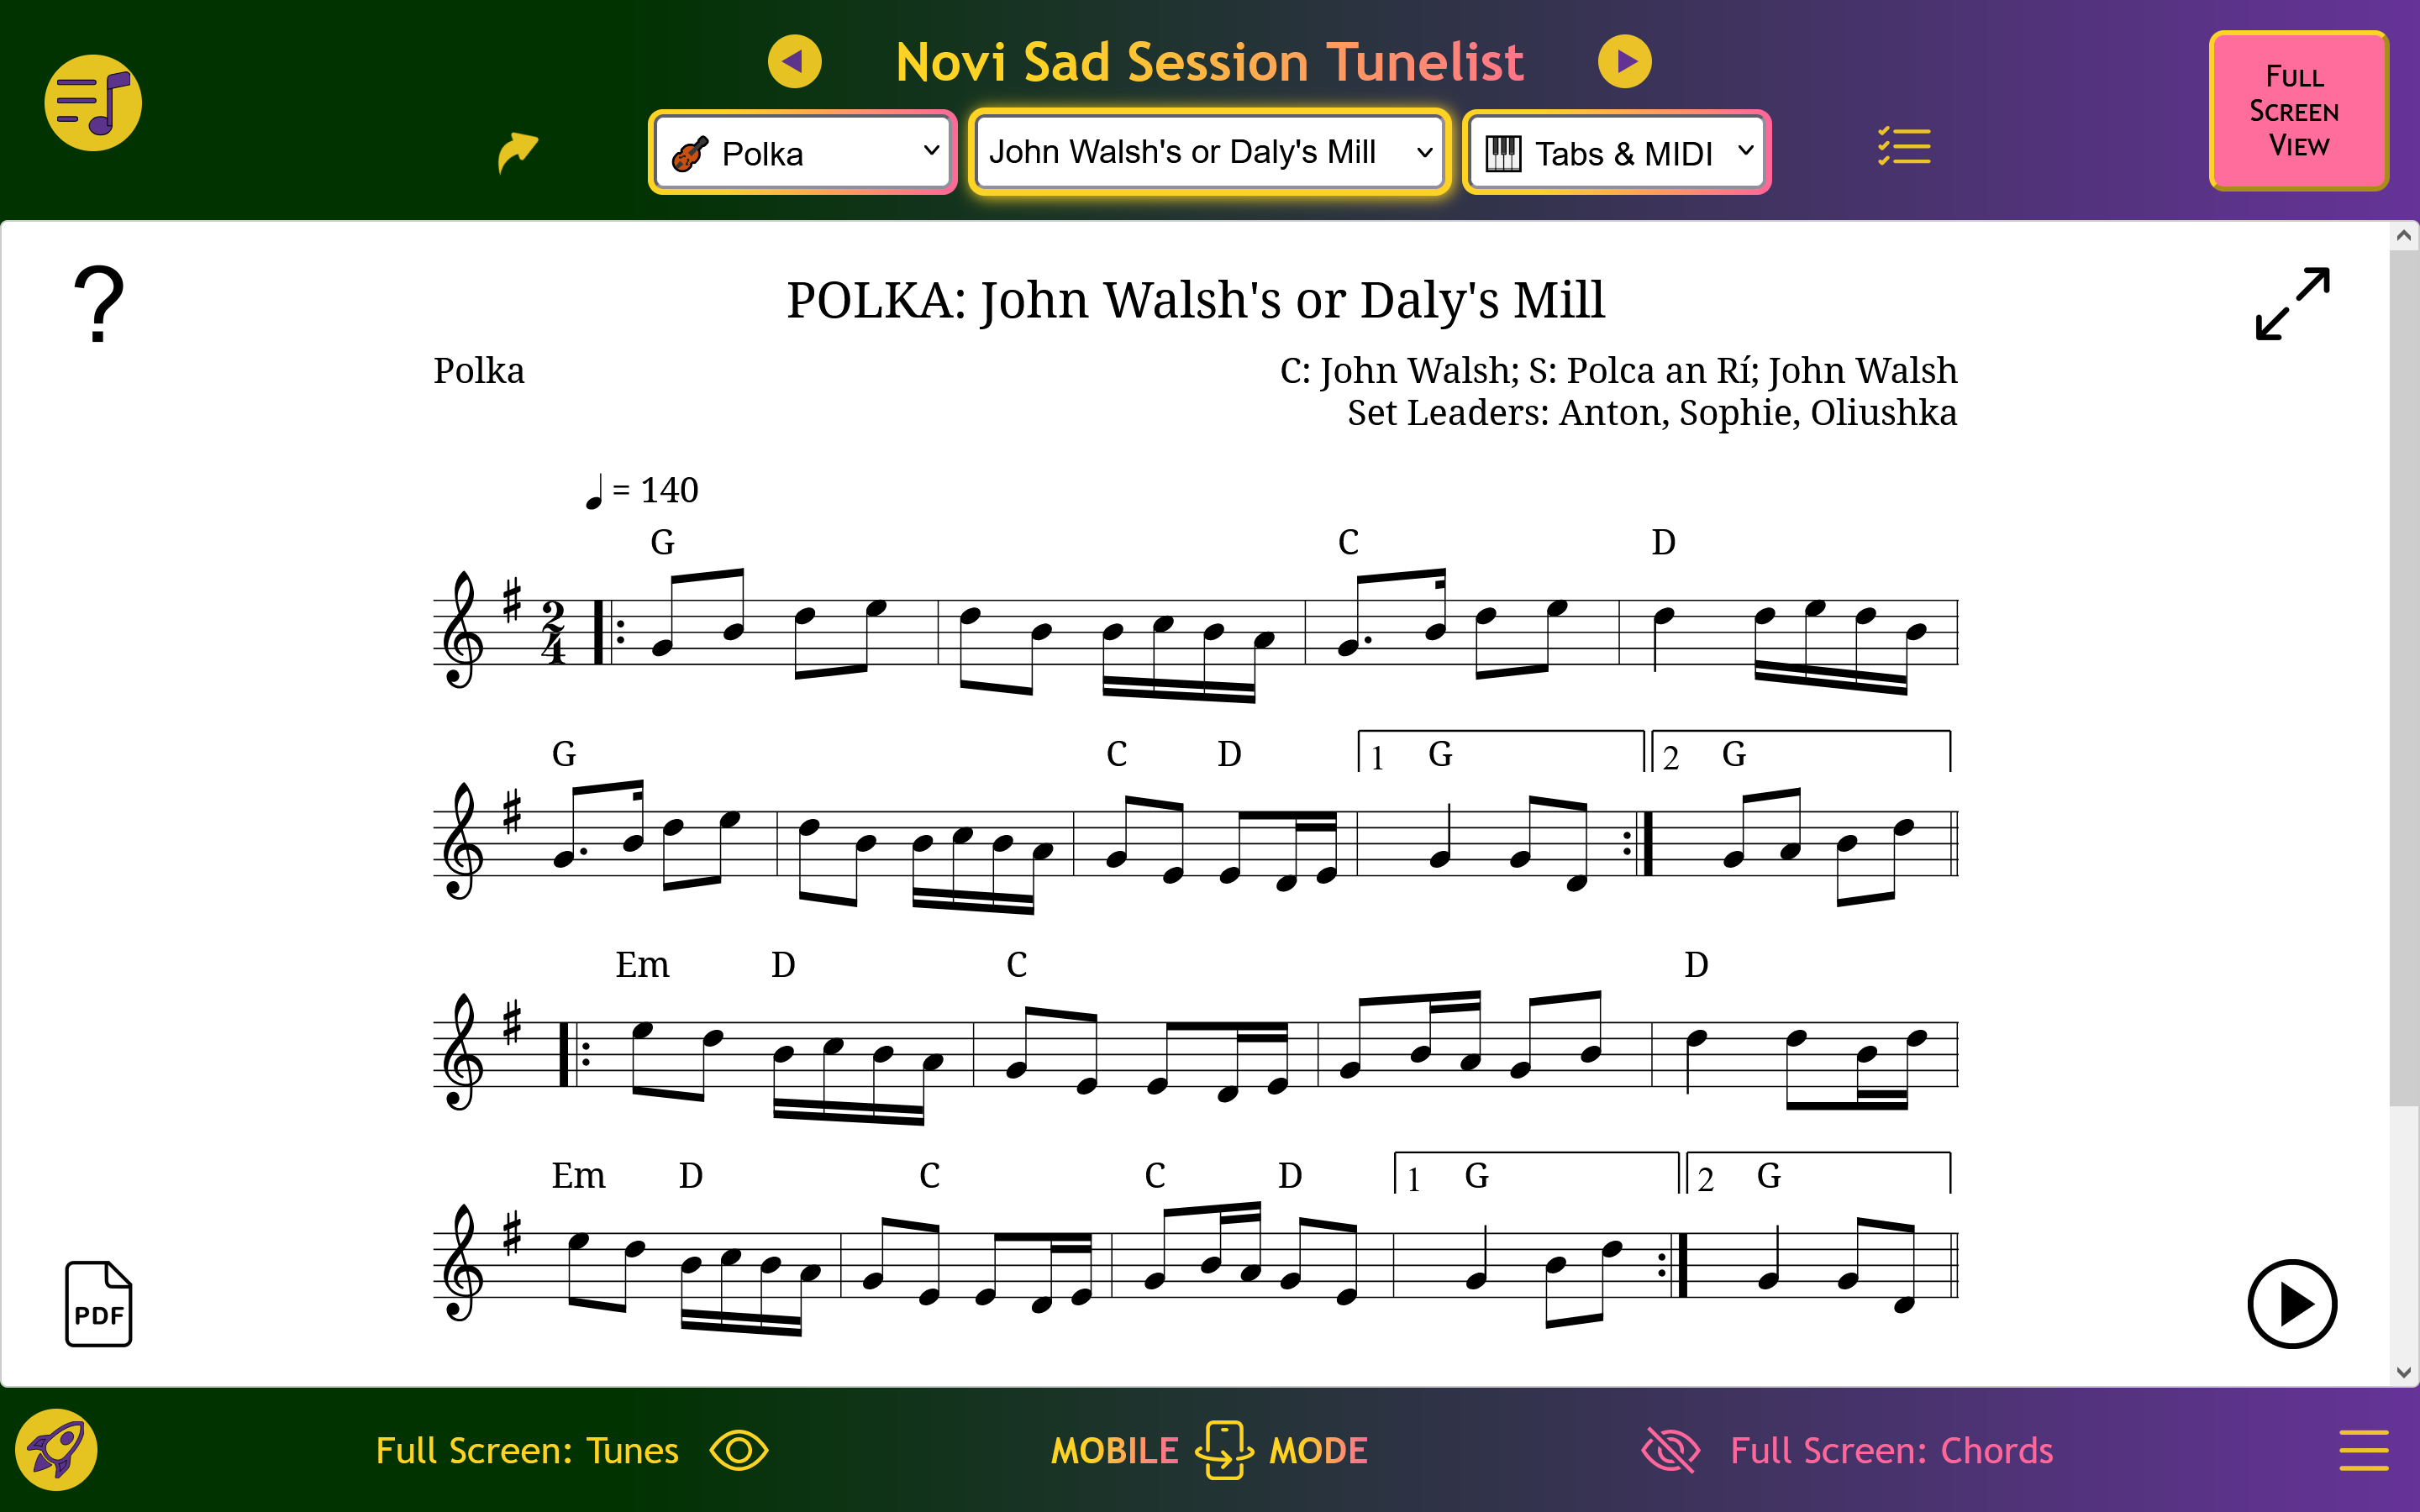 Novi Sad Session Tunelist
Polka
John Walsh's or Daly's Mill
Tabs & MIDI
Full
Screen
View
?
POLKA: John Walsh's or Daly's Mill
Polka
C: John Walsh; S: Polca an Rí; John Walsh
Set Leaders: Anton, Sophie, Oliushka
= 140
G C D
2
4
G C D 1 G 2 G
Em D C D
Em D C C D 1 G 2 G
PDF
Full Screen: Tunes
MOBILE MODE
Full Screen: Chords